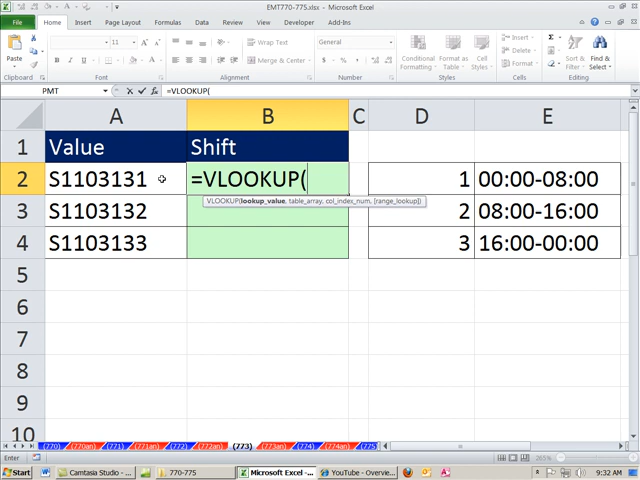 EMT770-775.xlsx - Microsoft Excel
File Home Insert Page Layout Formulas Data Review View Developer Add-Ins
Paste
Clipboard
11
Font
Wrap Text
Merge & Center
Alignment
General
Number
Conditional Formatting
Format as Table
Cell Styles
Styles
Insert
Delete
Format
Cells
Sort & Filter
Find & Select
Editing
PMT =VLOOKUP(
A B C D E
1 Value Shift
2 S1103131 =VLOOKUP( 1 00:00-08:00
VLOOKUP(lookup_value, table_array, col_index_num, [range_lookup])
3 S1103132 2 08:00-16:00
4 S1103133 3 16:00-00:00
5
6
7
8
9
10
(770) (770an) (771) (771an) (772) (772an) (773) (773an) (774) (774an) (775
Enter 265%
Start Camtasia Studio - ... 770-775 Microsoft Excel -... YouTube - Overvie... 9:32 AM